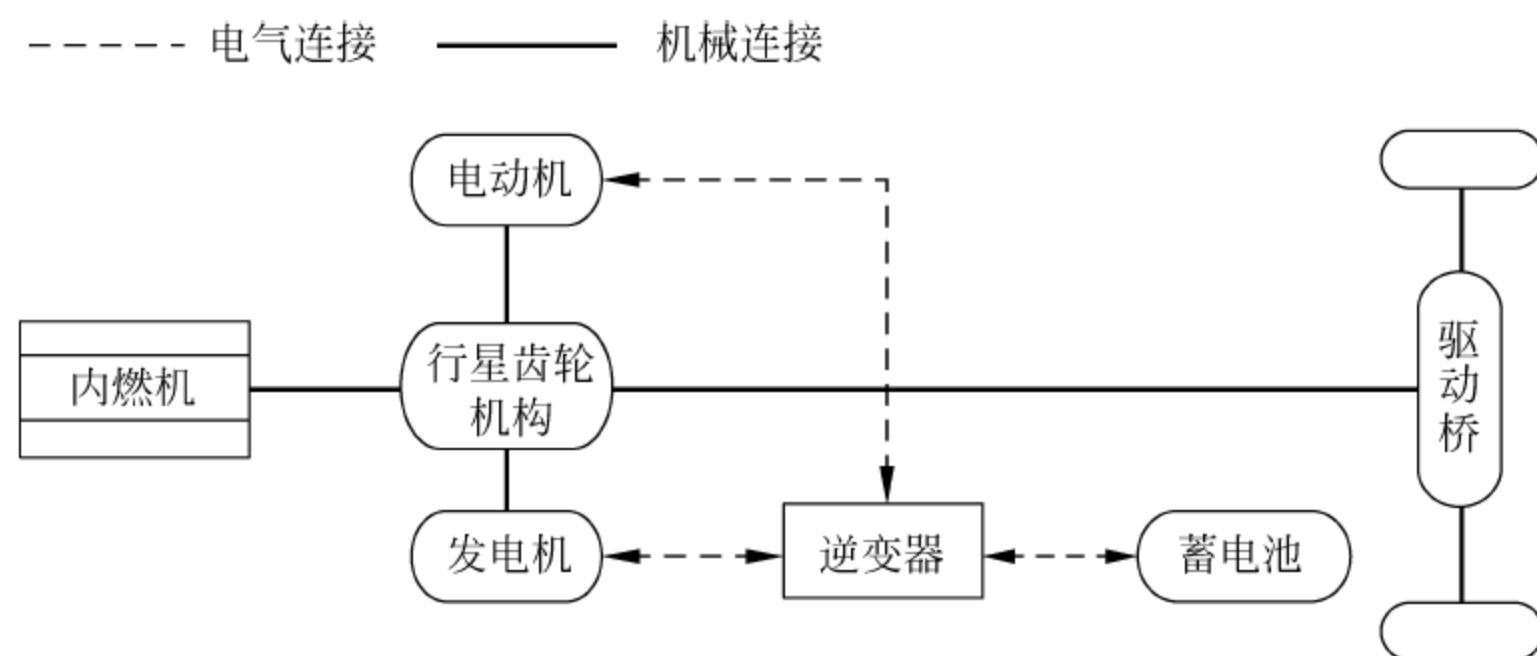 电气连接
机械连接
电动机
内燃机
行星齿轮
机构
驱动桥
发电机
逆变器
蓄电池